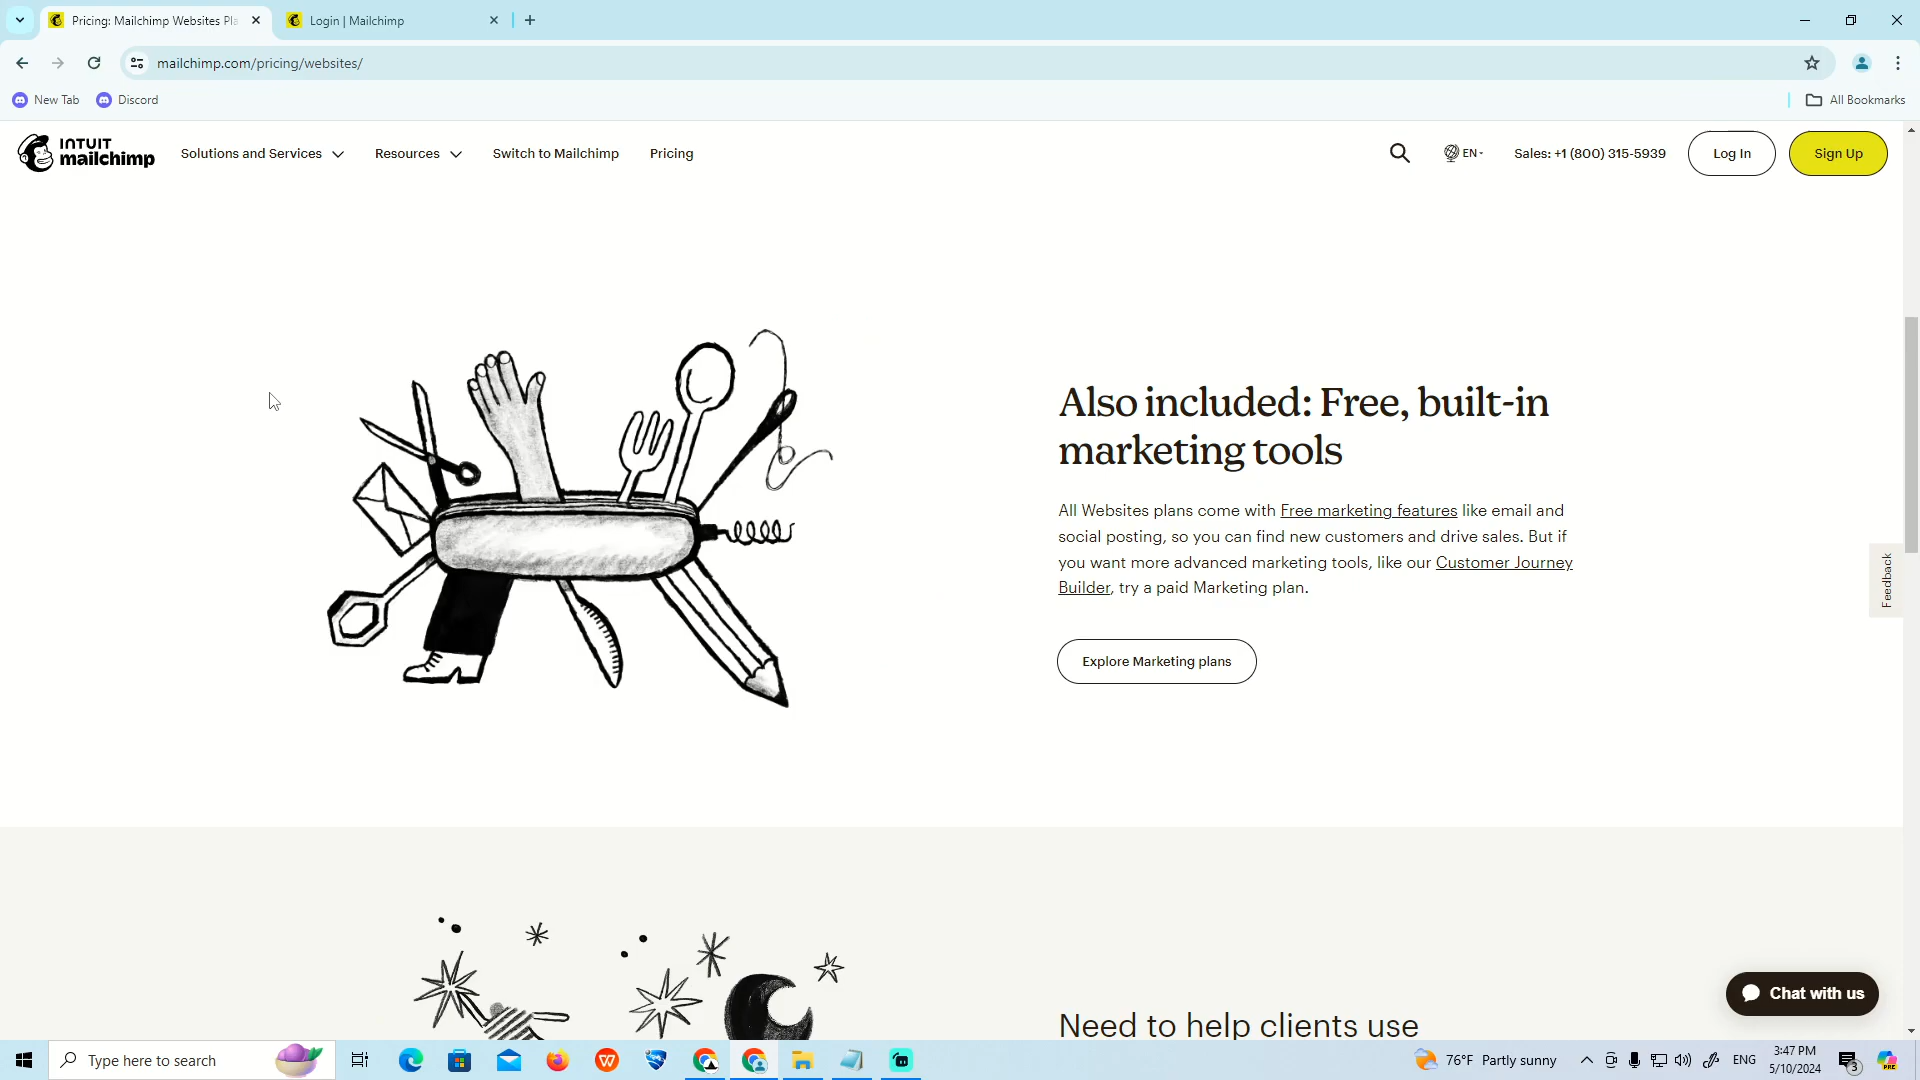 Pricing: Mailchimp Websites Pla
Login | Mailchimp
mailchimp.com/pricing/websites/
New Tab
Discord
All Bookmarks
INTUIT
mailchimp
Solutions and Services
Resources
Switch to Mailchimp
Pricing
EN
Sales: +1 (800) 315-5939
Log In
Sign Up
Also included: Free, built-in
marketing tools
All Websites plans come with Free marketing features like email and
social posting, so you can find new customers and drive sales. But if
you want more advanced marketing tools, like our Customer Journey
Builder, try a paid Marketing plan.
Explore Marketing plans
Feedback
Chat with us
Need to help clients use
Type here to search
76°F Partly sunny
ENG
3:47 PM
5/10/2024
3
PRE